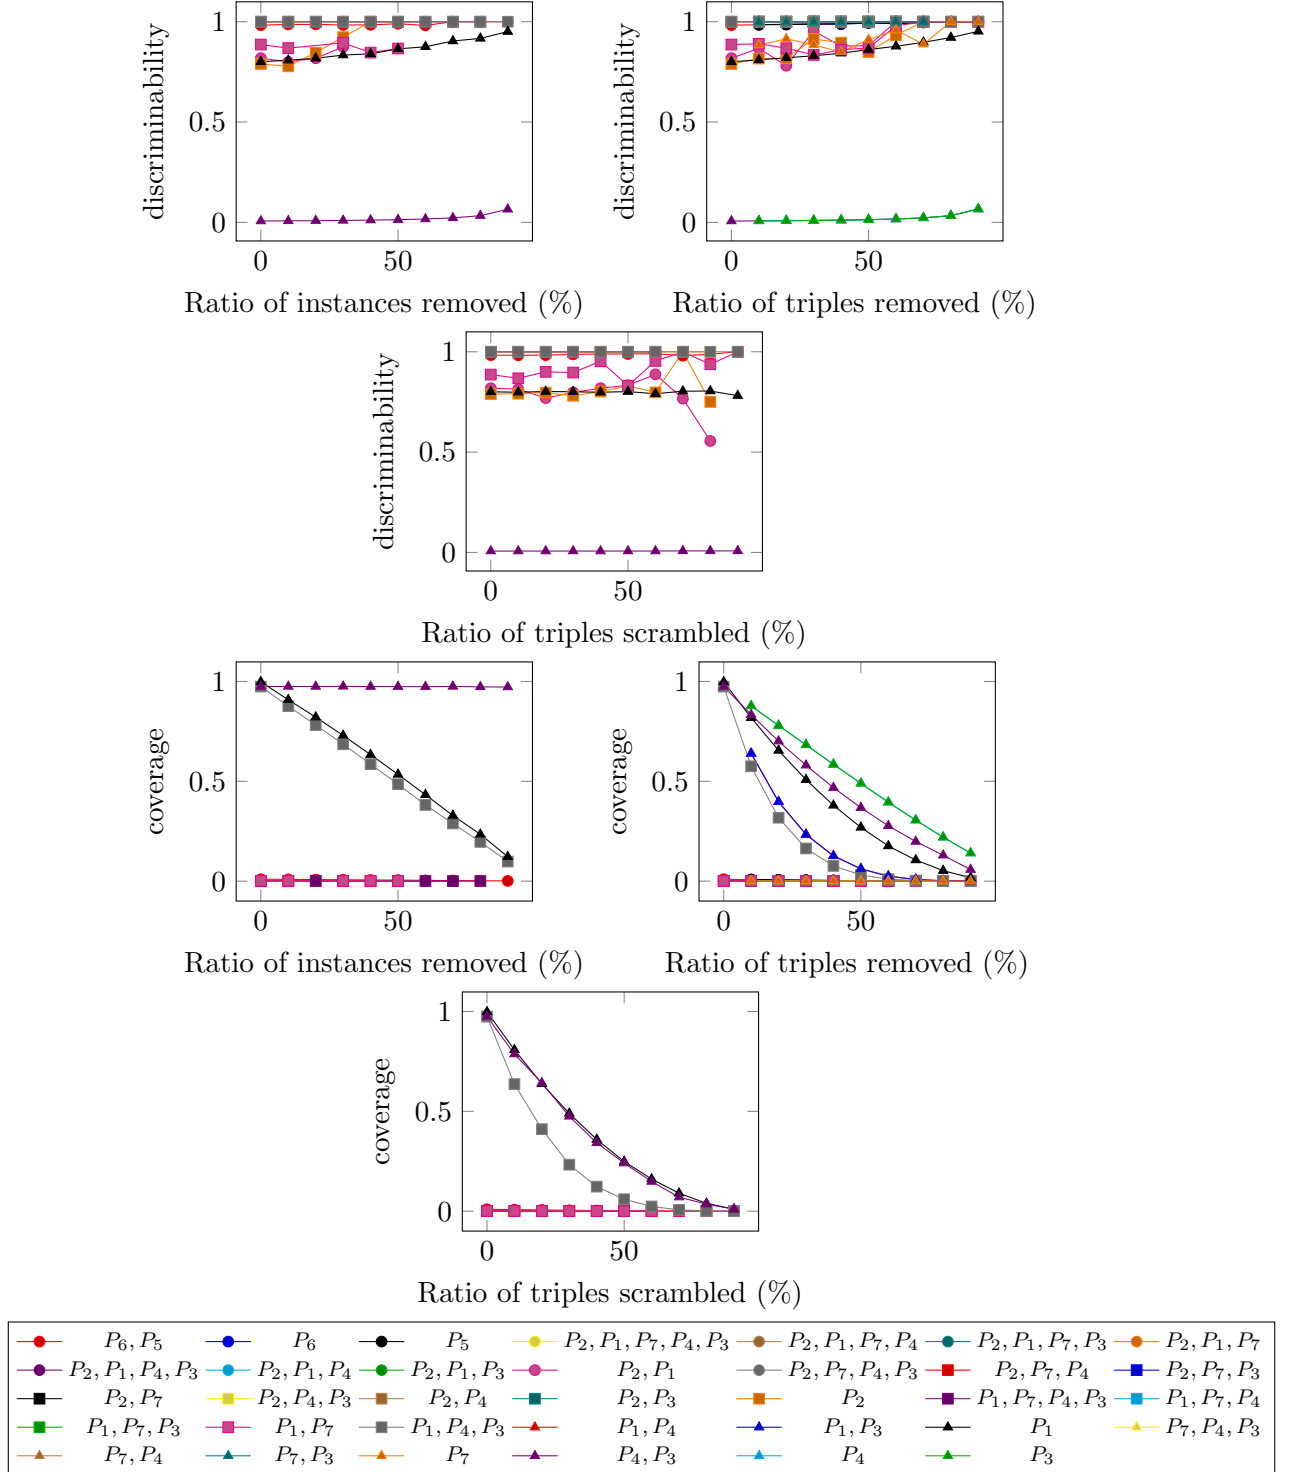 1
0.5
0
discriminability
0 50
Ratio of instances removed (%)
1
0.5
0
discriminability
0 50
Ratio of triples removed (%)
1
0.5
0
discriminability
0 50
Ratio of triples scrambled (%)
1
0.5
0
coverage
0 50
Ratio of instances removed (%)
1
0.5
0
coverage
0 50
Ratio of triples removed (%)
1
0.5
0
coverage
0 50
Ratio of triples scrambled (%)
P6, P5 P6 P5 P2, P1, P7, P4, P3 P2, P1, P7, P4 P2, P1, P7, P3 P2, P1, P7
P2, P1, P4, P3 P2, P1, P4 P2, P1, P3 P2, P1 P2, P7, P4, P3 P2, P7, P4 P2, P7, P3
P2, P7 P2, P4, P3 P2, P4 P2, P3 P2 P1, P7, P4, P3 P1, P7, P4
P1, P7, P3 P1, P7 P1, P4, P3 P1, P4 P1, P3 P1 P7, P4, P3
P7, P4 P7, P3 P7 P4, P3 P4 P3